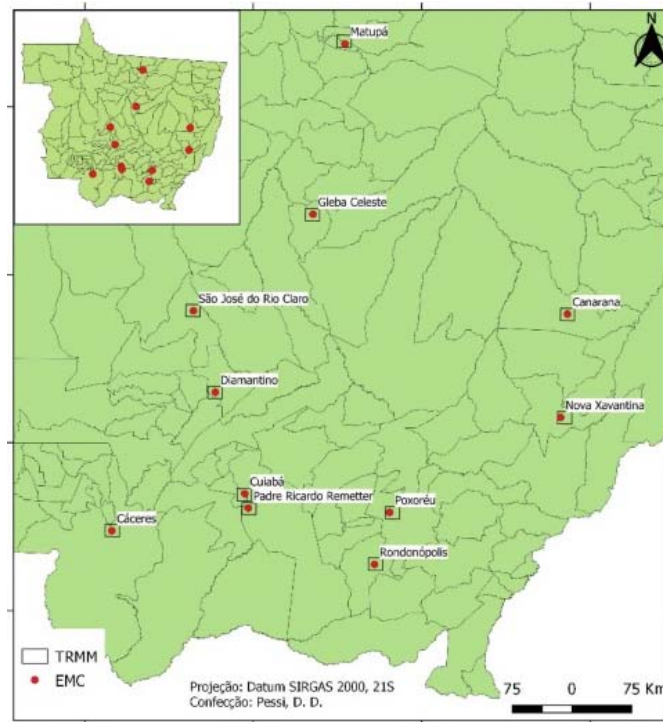 Matupá
N
Gleba Celeste
São José do Rio Claro
Canarana
Diamantino
Nova Xavantina
Cuiabá
Padre Ricardo Remetter
Poxoréu
Cáceres
Rondonópolis
TRMM
EMC
Projeção: Datum SIRGAS 2000, 21S
Confecção: Pessi, D. D.
75 0 75 Km